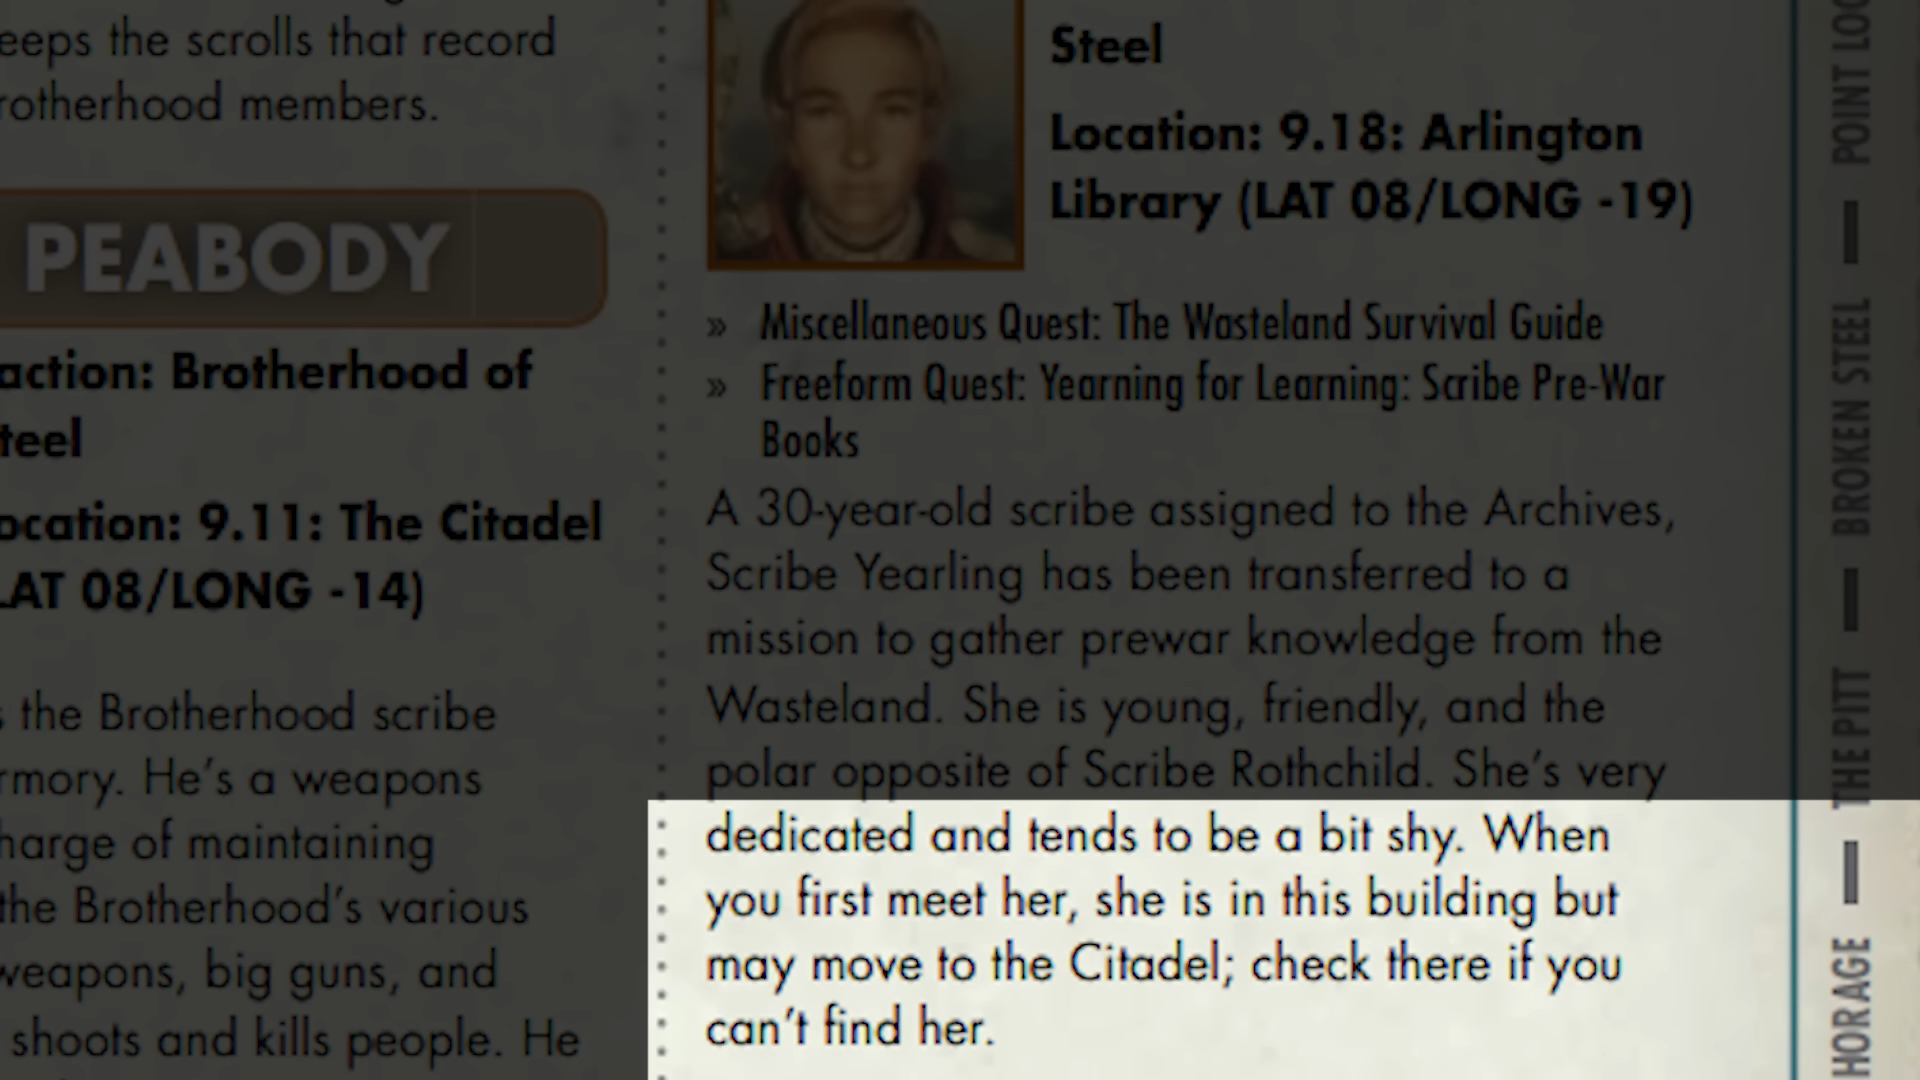 eeps the scrolls that record
rotherhood members.
PEABODY
action: Brotherhood of
teel
ocation: 9.11: The Citadel
LAT 08/LONG -14)
s the Brotherhood scribe
rmory. He's a weapons
harge of maintaining
the Brotherhood's various
weapons, big guns, and
shoots and kills people. He
Steel
Location: 9.18: Arlington
Library (LAT 08/LONG -19)
» Miscellaneous Quest: The Wasteland Survival Guide
» Freeform Quest: Yearning for Learning: Scribe Pre-War
Books
A 30-year-old scribe assigned to the Archives,
Scribe Yearling has been transferred to a
mission to gather prewar knowledge from the
Wasteland. She is young, friendly, and the
polar opposite of Scribe Rothchild. She's very
dedicated and tends to be a bit shy. When
you first meet her, she is in this building but
may move to the Citadel; check there if you
can't find her.
HORAGE — THE PITT — BROKEN STEEL — POINT LOO